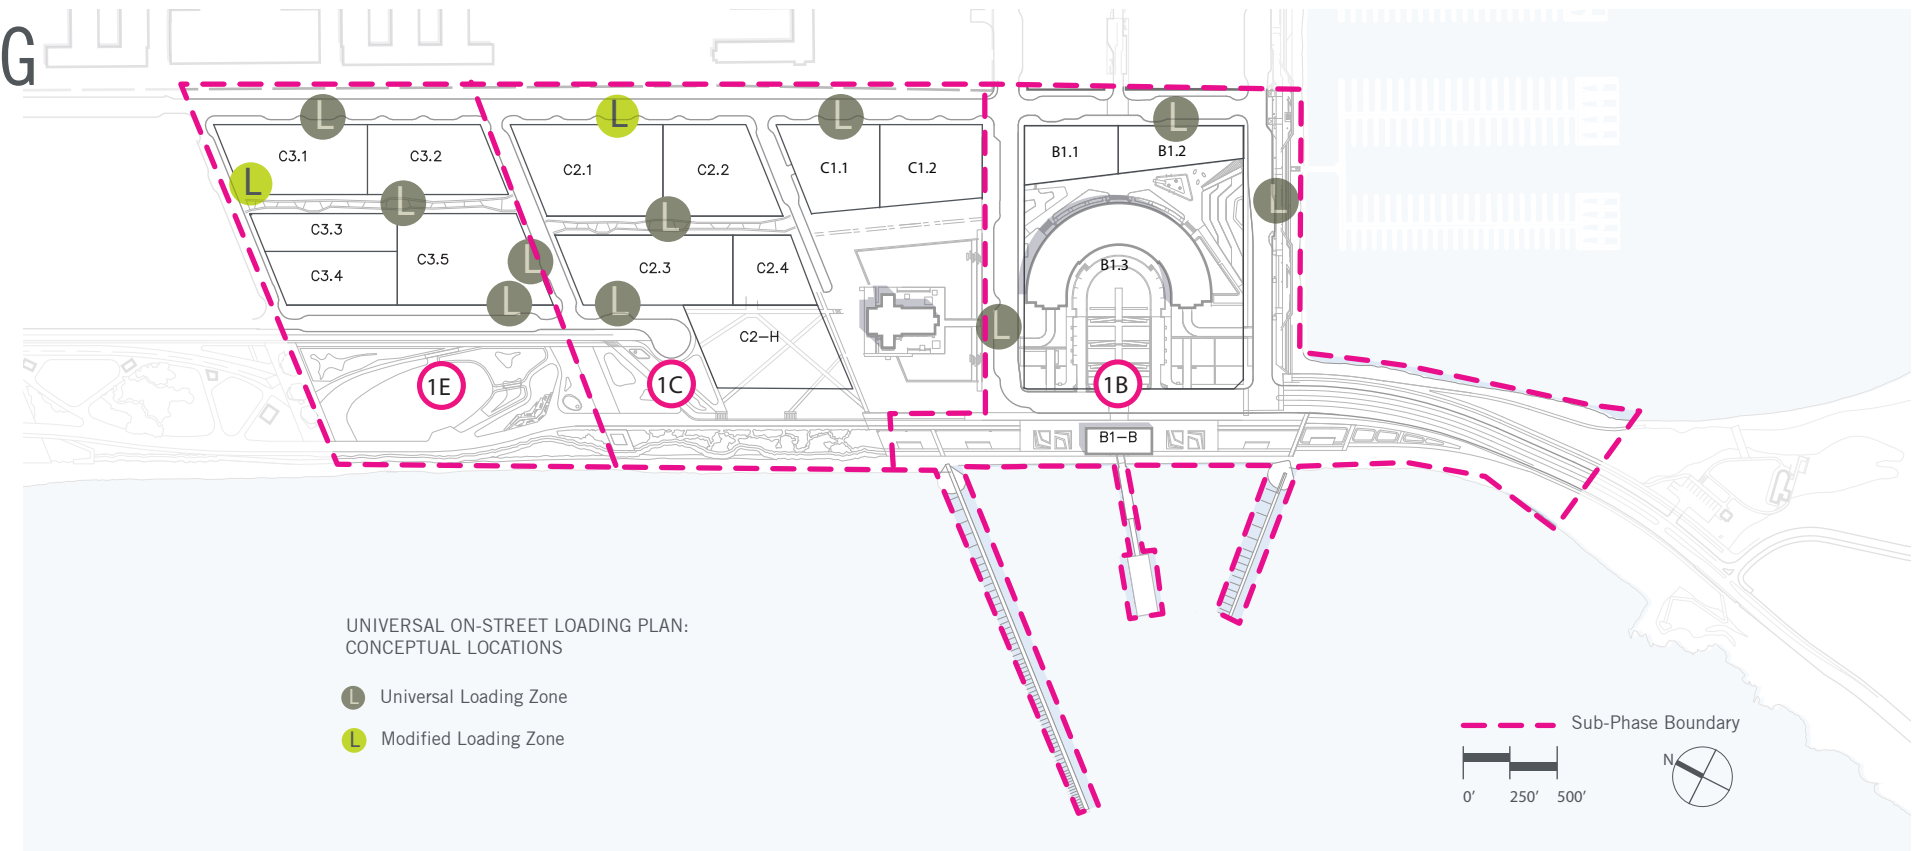 G
L
L
L
L
C3.1
C3.2
C2.1
C2.2
C1.1
C1.2
B1.1
B1.2
L
L
L
L
C3.3
C3.4
C3.5
L
L
C2.3
C2.4
L
C2-H
L
B1.3
1E
1C
1B
B1-B
UNIVERSAL ON-STREET LOADING PLAN:
CONCEPTUAL LOCATIONS
L Universal Loading Zone
L Modified Loading Zone
Sub-Phase Boundary
N
0' 250' 500'